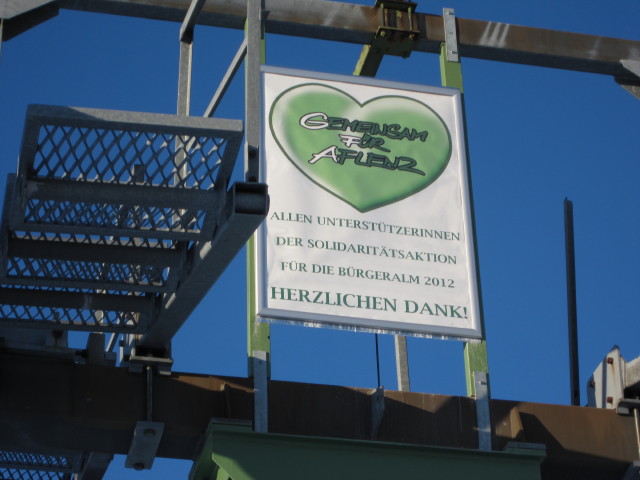 GEMEINSAM
FÜR
AFLENZ
ALLEN UNTERSTÜTZERINNEN
DER SOLIDARITÄTSAKTION
FÜR DIE BÜRGERALM 2012
HERZLICHEN DANK!